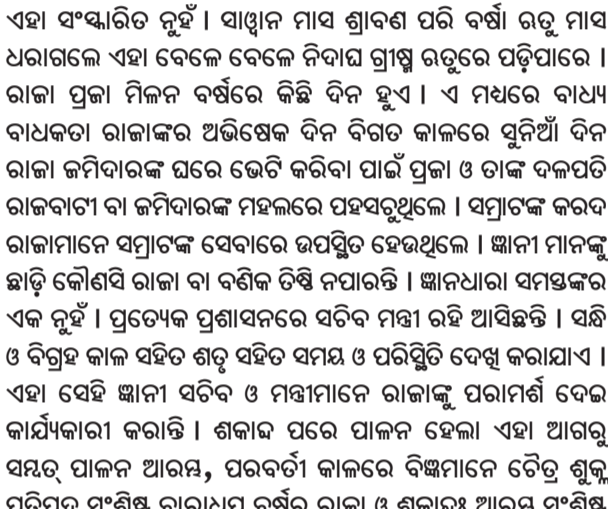 ଏହା ସଂସ୍କାରିତ ନୁହଁ । ସାୱାନ ମାସ ଶ୍ରାବଣ ପରି ବର୍ଷା ଋତୁ ମାସ
ଧରାଗଲେ ଏହା ବେଳେ ବେଳେ ନିଦାଘ ଗ୍ରୀଷ୍ମ ଋତୁରେ ପଡ଼ିପାରେ ।
ରାଜା ପ୍ରଜା ମିଳନ ବର୍ଷରେ କିଛି ଦିନ ହୁଏ । ଏ ମଧ୍ୟରେ ବାଧ୍ୟ
ବାଧକତା ରାଜାଙ୍କର ଅଭିଷେକ ଦିନ ବିଗତ କାଳରେ ସୁନିଆଁ ଦିନ
ରାଜା ଜମିଦାରଙ୍କ ଘରେ ଭେଟି କରିବା ପାଇଁ ପ୍ରଜା ଓ ତାଙ୍କ ଦଳପତି
ରାଜବାଟୀ ବା ଜମିଦାରଙ୍କ ମହଲରେ ପହସଚୁଥିଲେ । ସମ୍ରାଟଙ୍କ କରଦ
ରାଜାମାନେ ସମ୍ରାଟଙ୍କ ସେବାରେ ଉପସ୍ଥିତ ହେଉଥିଲେ । ଜ୍ଞାନୀ ମାନଙ୍କୁ
ଛାଡ଼ି କୌଣସି ରାଜା ବା ବଣିକ ତିଷ୍ଠି ନପାରନ୍ତି । ଜ୍ଞାନଧାରା ସମସ୍ତଙ୍କର
ଏକ ନୁହଁ । ପ୍ରତ୍ୟେକ ପ୍ରଶାସନରେ ସଚିବ ମନ୍ତ୍ରୀ ରହି ଆସିଛନ୍ତି । ସନ୍ଧି
ଓ ବିଗ୍ରହ କାଳ ସହିତ ଶତୃ ସହିତ ସମୟ ଓ ପରିସ୍ଥିତି ଦେଖି କରାଯାଏ ।
ଏହା ସେହି ଜ୍ଞାନୀ ସଚିବ ଓ ମନ୍ତ୍ରୀମାନେ ରାଜାଙ୍କୁ ପରାମର୍ଶ ଦେଇ
କାର୍ଯ୍ୟକାରୀ କରାନ୍ତି । ଶକାବ୍ଦ ପରେ ପାଳନ ହେଲା ଏହା ଆଗରୁ
ସମ୍ଵତ୍ ପାଳନ ଆରମ୍ଭ, ପରବର୍ତୀ କାଳରେ ବିଜ୍ଞମାନେ ଚୈତ୍ର ଶୁକ୍ଳ